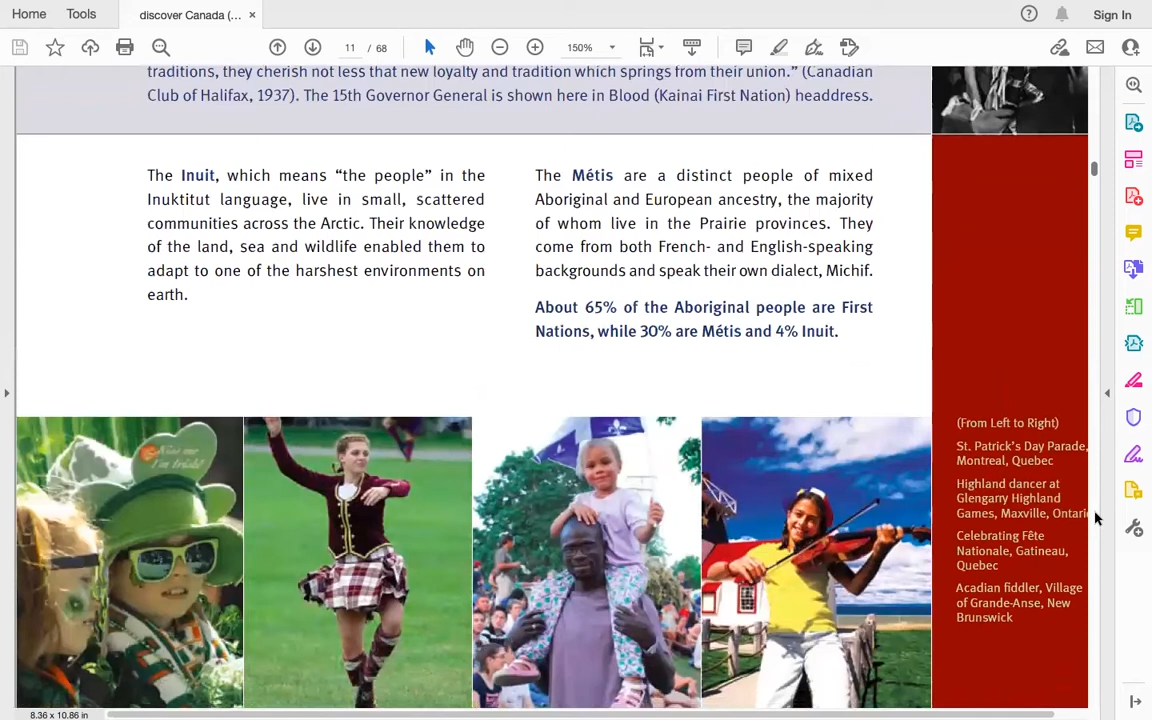 Home
Tools
discover Canada (...
Sign In
11 / 68
150%
traditions, they cherish not less that new loyalty and tradition which springs from their union.” (Canadian
Club of Halifax, 1937). The 15th Governor General is shown here in Blood (Kainai First Nation) headdress.
The Inuit, which means “the people” in the
Inuktitut language, live in small, scattered
communities across the Arctic. Their knowledge
of the land, sea and wildlife enabled them to
adapt to one of the harshest environments on
earth.
The Métis are a distinct people of mixed
Aboriginal and European ancestry, the majority
of whom live in the Prairie provinces. They
come from both French- and English-speaking
backgrounds and speak their own dialect, Michif.
About 65% of the Aboriginal people are First
Nations, while 30% are Métis and 4% Inuit.
Kiss me
I'm Irish!
(From Left to Right)
St. Patrick’s Day Parade,
Montreal, Quebec
Highland dancer at
Glengarry Highland
Games, Maxville, Ontario
Celebrating Fête
Nationale, Gatineau,
Quebec
Acadian fiddler, Village
of Grande-Anse, New
Brunswick
8.36 x 10.86 in